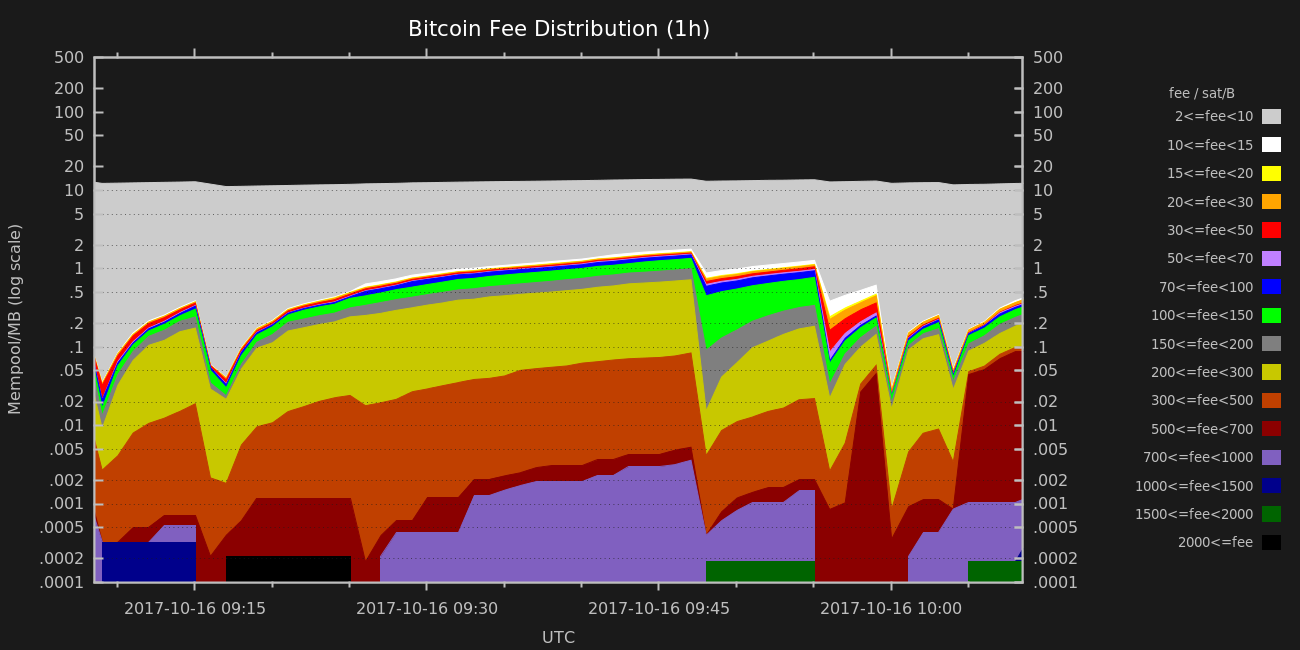 Bitcoin Fee Distribution (1h)
500
200
100
50
20
10
5
2
1
.5
.2
.1
.05
.02
.01
.005
.002
.001
.0005
.0002
.0001
Mempool/MB (log scale)
500
200
100
50
20
10
5
2
1
.5
.2
.1
.05
.02
.01
.005
.002
.001
.0005
.0002
.0001
2017-10-16 09:15 2017-10-16 09:30 2017-10-16 09:45 2017-10-16 10:00
UTC
fee / sat/B
2<=fee<10
10<=fee<15
15<=fee<20
20<=fee<30
30<=fee<50
50<=fee<70
70<=fee<100
100<=fee<150
150<=fee<200
200<=fee<300
300<=fee<500
500<=fee<700
700<=fee<1000
1000<=fee<1500
1500<=fee<2000
2000<=fee